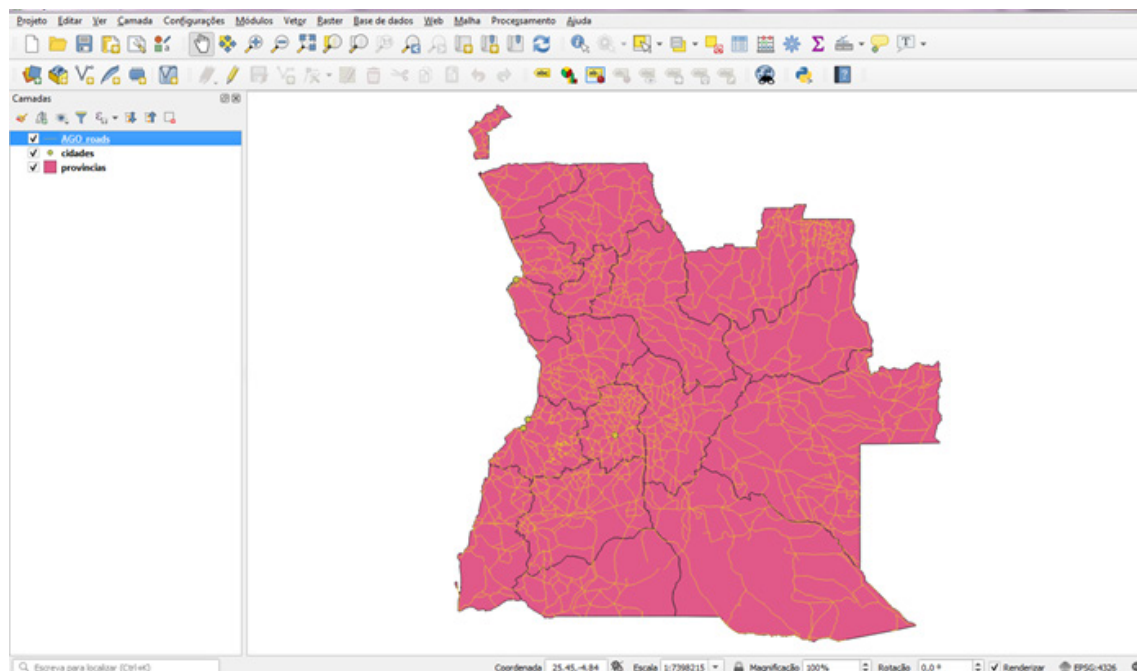 Projeto Editar Ver Camada Configurações Módulos Vetor Raster Base de dados Web Malha Processamento Ajuda
Camadas
AGO_roads
cidades
provincias
Escreva para localizar (Ctrl+K)
Coordenada 25.45,-4.84 Escala 1:7398215 Magnificação 100% Rotação 0,0 ° Renderizar EPSG:4326